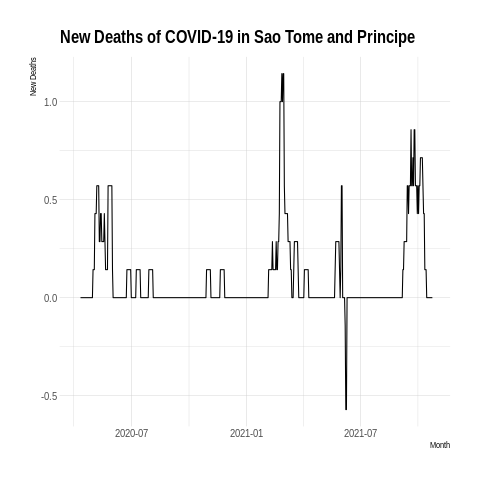 New Deaths of COVID-19 in Sao Tome and Principe
New Deaths
1.0
0.5
0.0
-0.5
2020-07
2021-01
2021-07
Month